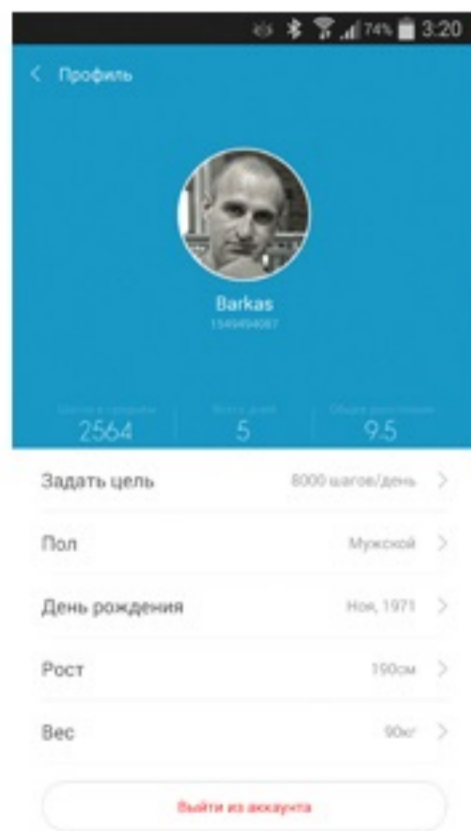 74% 3:20
Профиль
Barkas
1549494087
2564 5 9.5
Задать цель 8000 шагов/день
Пол Мужской
День рождения Ноя, 1971
Рост 190см
Вес 90кг
Выйти из аккаунта